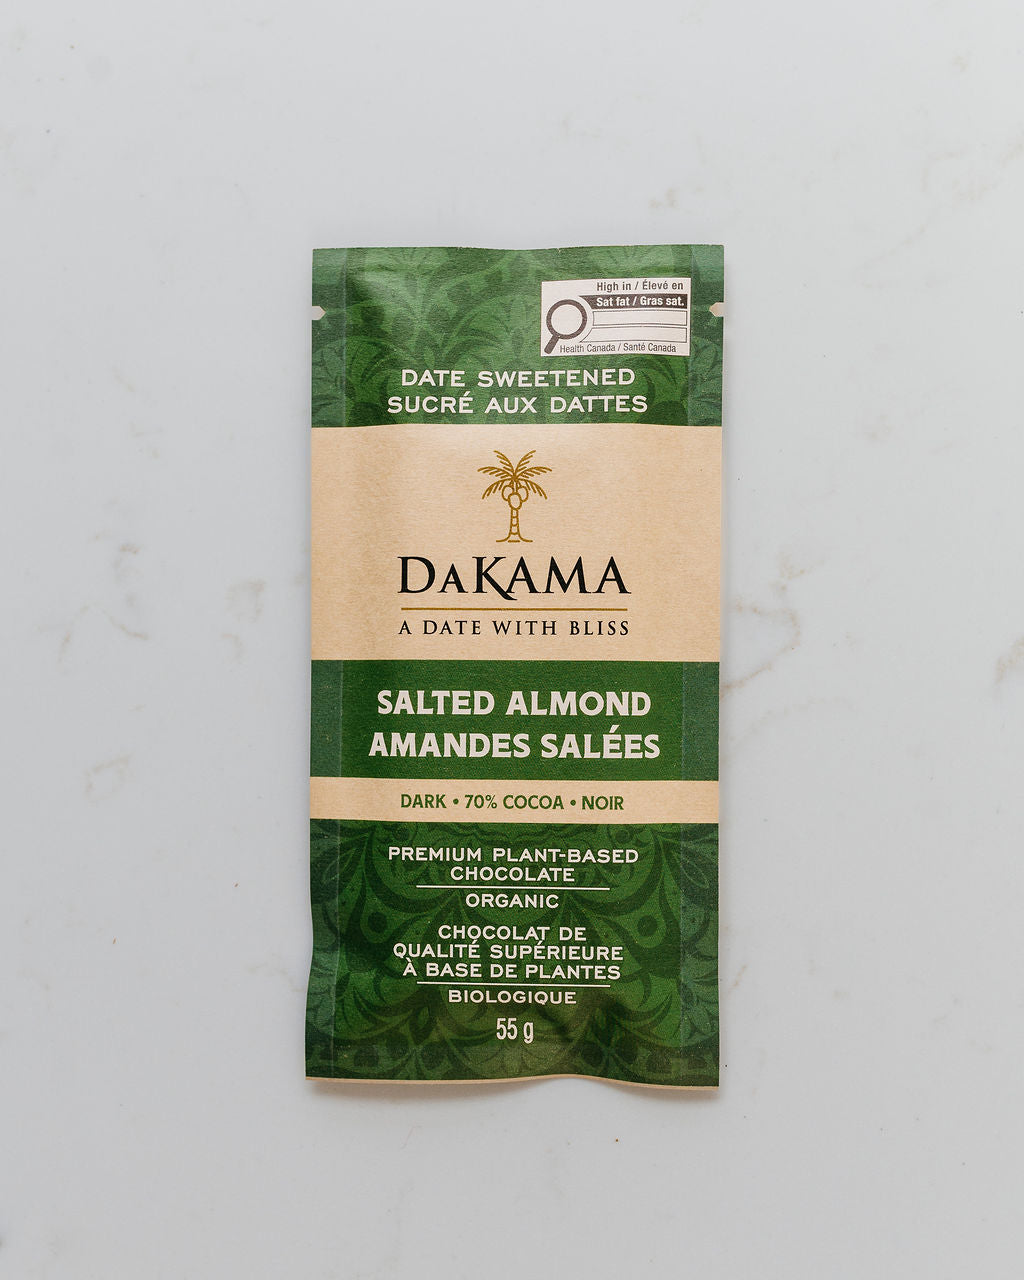 High in / Élevé en
Sat fat / Gras sat.
Health Canada / Santé Canada
DATE SWEETENED
SUCRÉ AUX DATTES
DAKAMA
A DATE WITH BLISS
SALTED ALMOND
AMANDES SALÉES
DARK • 70% COCOA • NOIR
PREMIUM PLANT-BASED
CHOCOLATE
ORGANIC
CHOCOLAT DE
QUALITÉ SUPÉRIEURE
À BASE DE PLANTES
BIOLOGIQUE
55 g